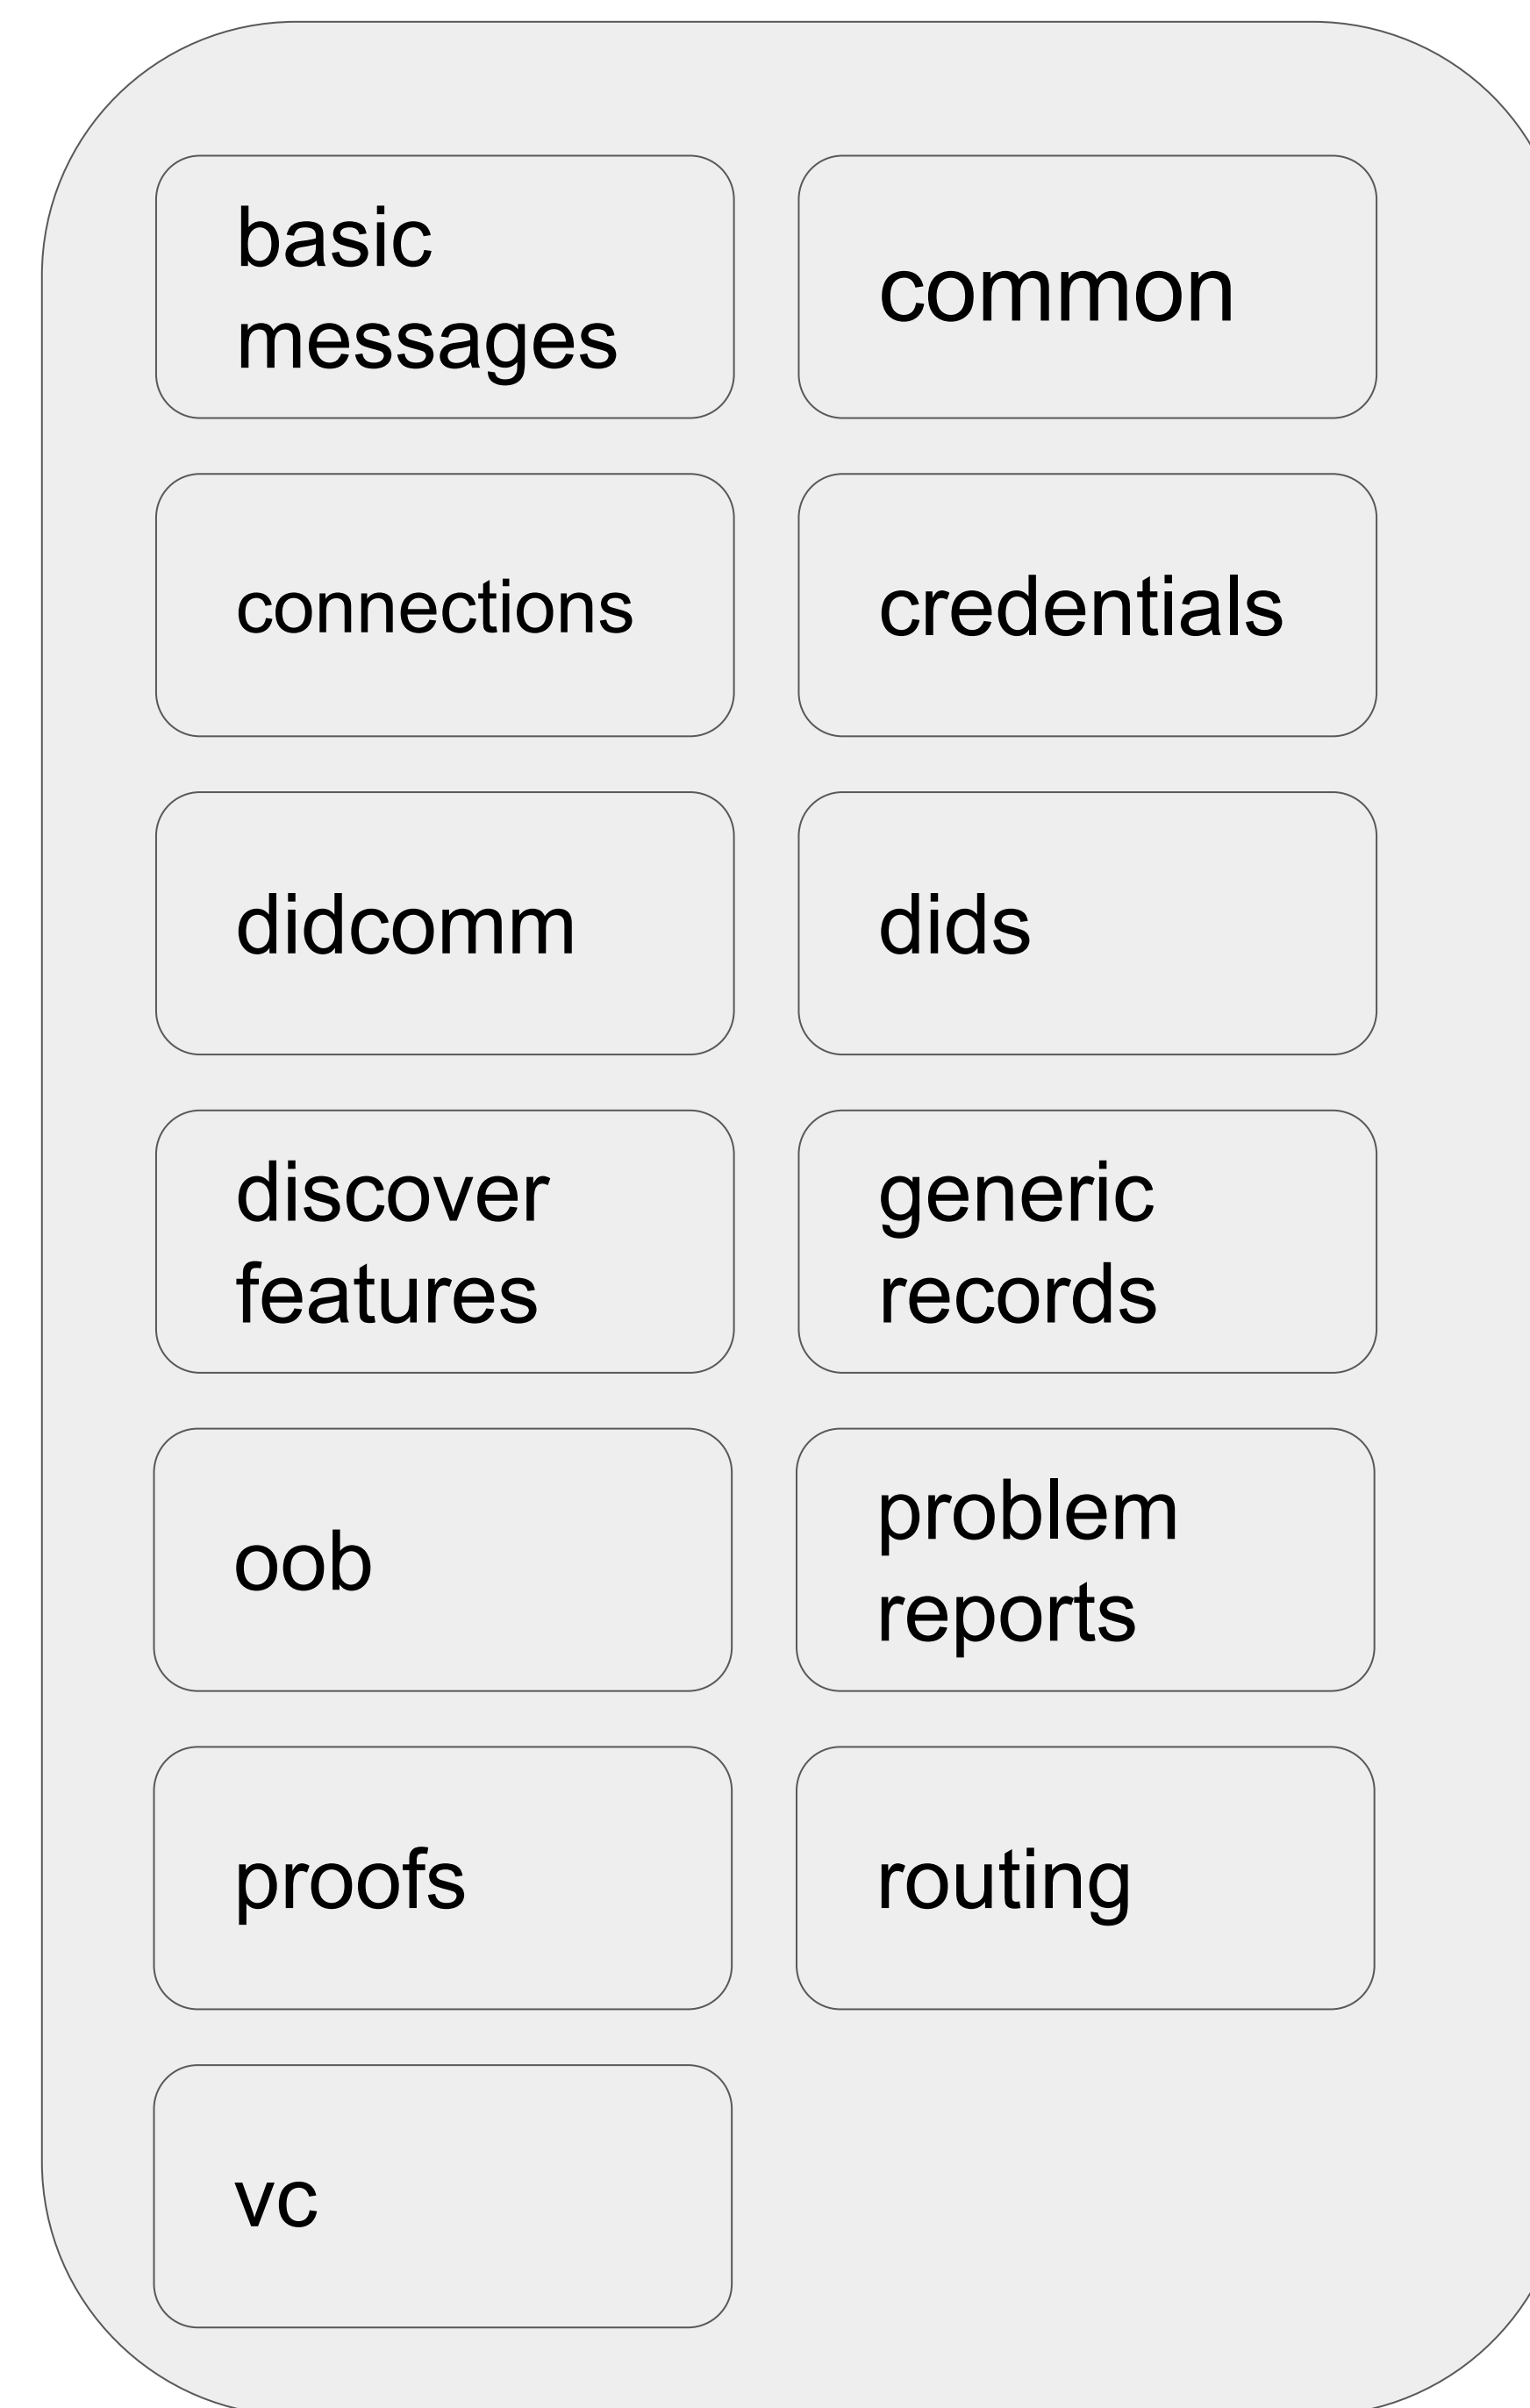 basic
messages
common
connections
credentials
didcomm
dids
discover
features
generic
records
oob
problem
reports
proofs
routing
vc